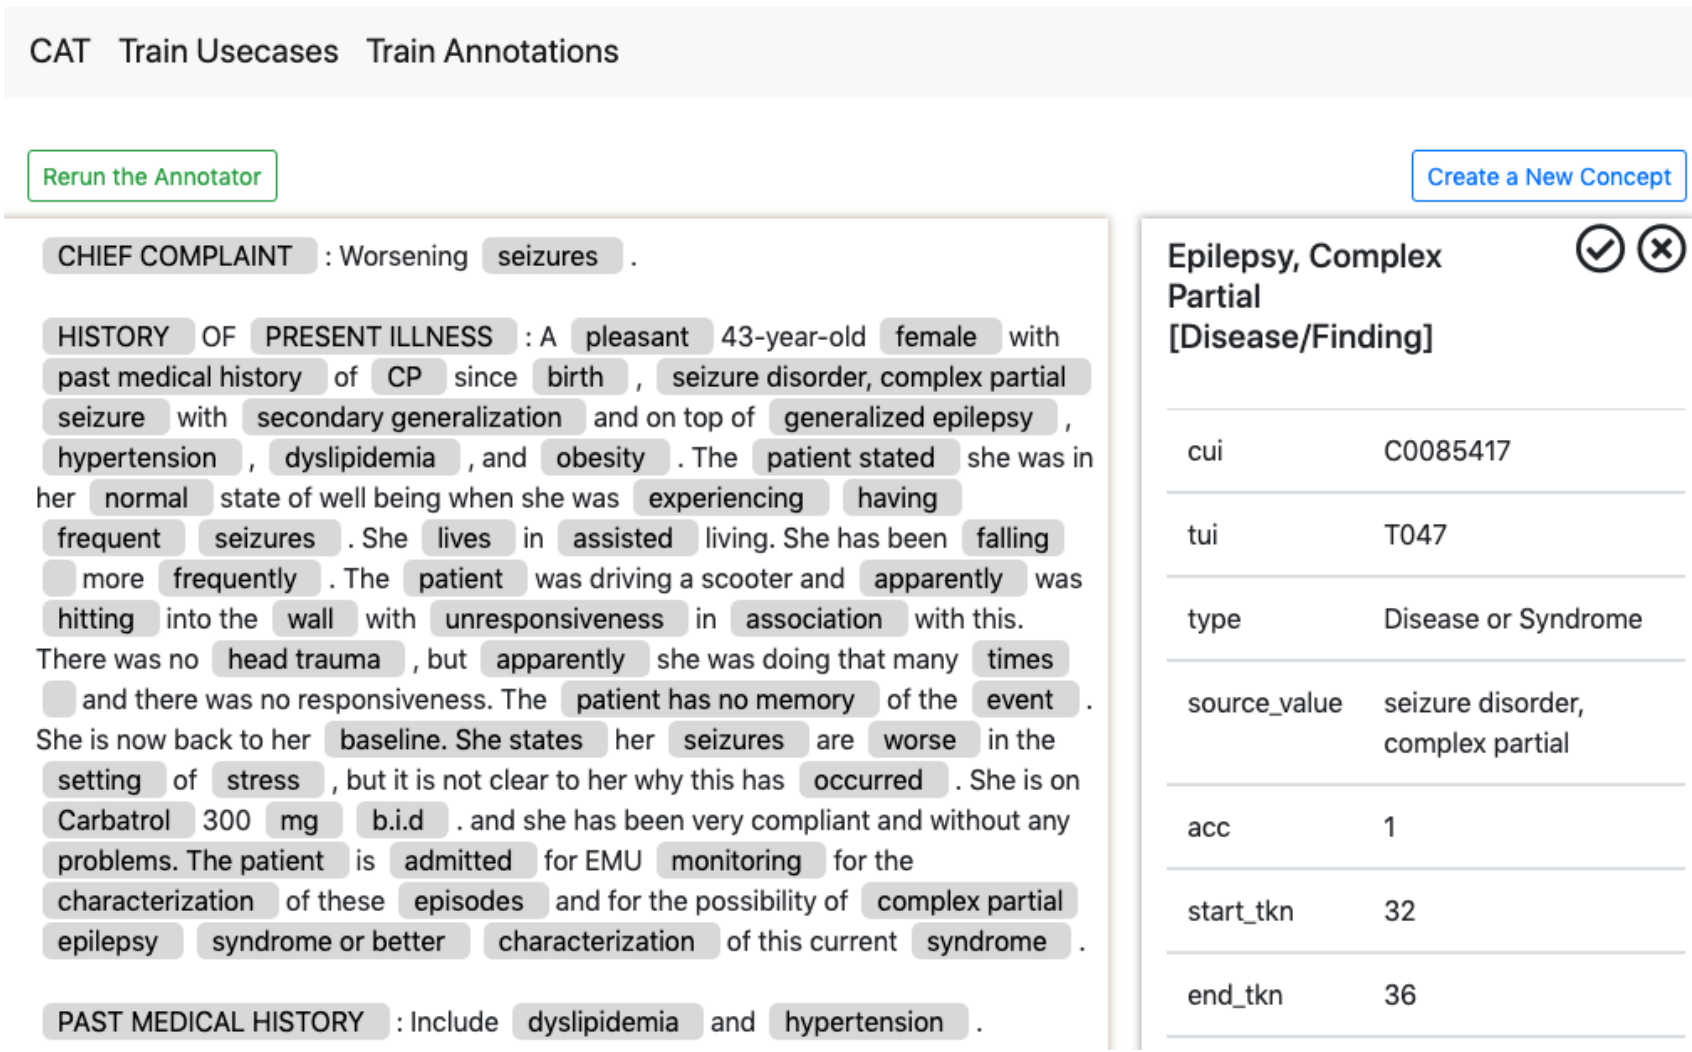 CAT Train Usecases Train Annotations
Rerun the Annotator
Create a New Concept
CHIEF COMPLAINT : Worsening seizures .
HISTORY OF PRESENT ILLNESS : A pleasant 43-year-old female with
past medical history of CP since birth , seizure disorder, complex partial
seizure with secondary generalization and on top of generalized epilepsy ,
hypertension , dyslipidemia , and obesity . The patient stated she was in
her normal state of well being when she was experiencing having
frequent seizures . She lives in assisted living. She has been falling
more frequently . The patient was driving a scooter and apparently was
hitting into the wall with unresponsiveness in association with this.
There was no head trauma , but apparently she was doing that many times
and there was no responsiveness. The patient has no memory of the event .
She is now back to her baseline. She states her seizures are worse in the
setting of stress , but it is not clear to her why this has occurred . She is on
Carbatrol 300 mg b.i.d . and she has been very compliant and without any
problems. The patient is admitted for EMU monitoring for the
characterization of these episodes and for the possibility of complex partial
epilepsy syndrome or better characterization of this current syndrome .
PAST MEDICAL HISTORY : Include dyslipidemia and hypertension .
Epilepsy, Complex
Partial
[Disease/Finding]
cui C0085417
tui T047
type Disease or Syndrome
source_value seizure disorder,
complex partial
acc 1
start_tkn 32
end_tkn 36